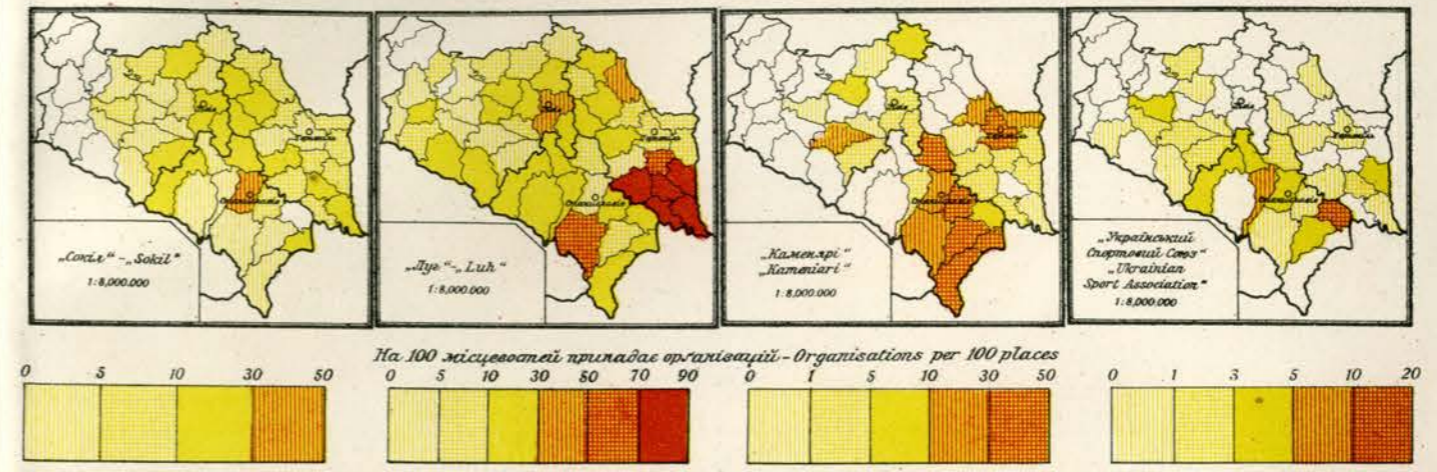 „Сокіл“ - „Sokil“
1:8,000.000
„Луг“ - „Luh“
1:8,000.000
„Каменярі“
„Kameniari“
1:8,000.000
„Український
Спортовий Союз“
„Ukrainian
Sport Association“
1:8,000.000
На 100 місцевостей припадає орґанізацій - Organisations per 100 places
0 5 10 30 50
0 5 10 30 50 70 90
0 1 5 10 30 50
0 1 3 5 10 20